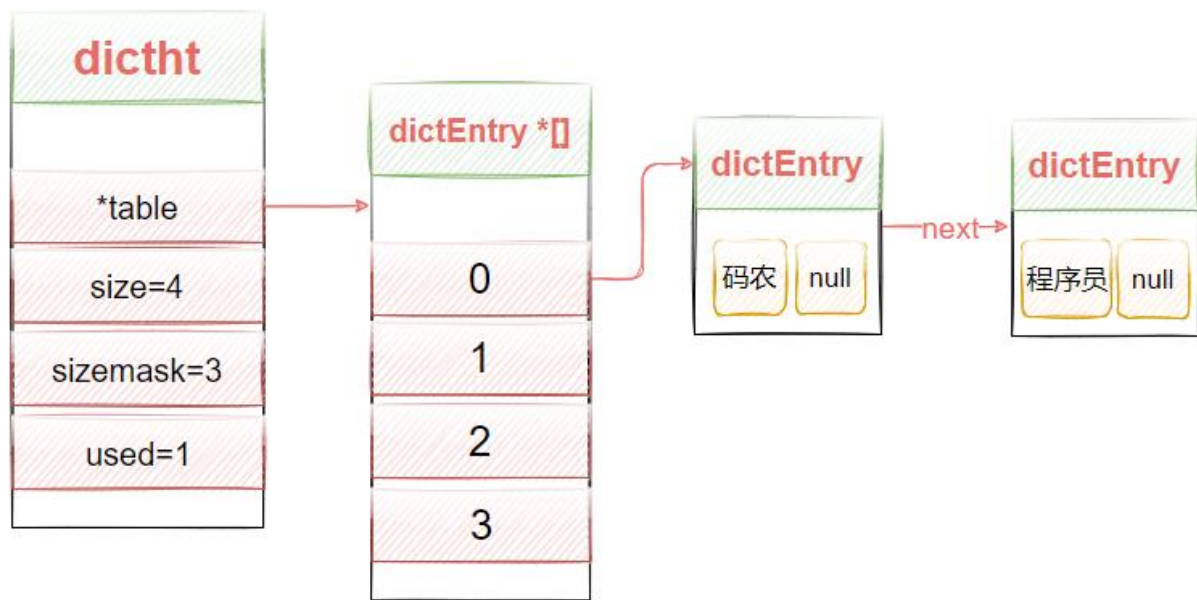 dictht
*table
size=4
sizemask=3
used=1
dictEntry *[]
0
1
2
3
dictEntry
码农 null
next
dictEntry
程序员 null